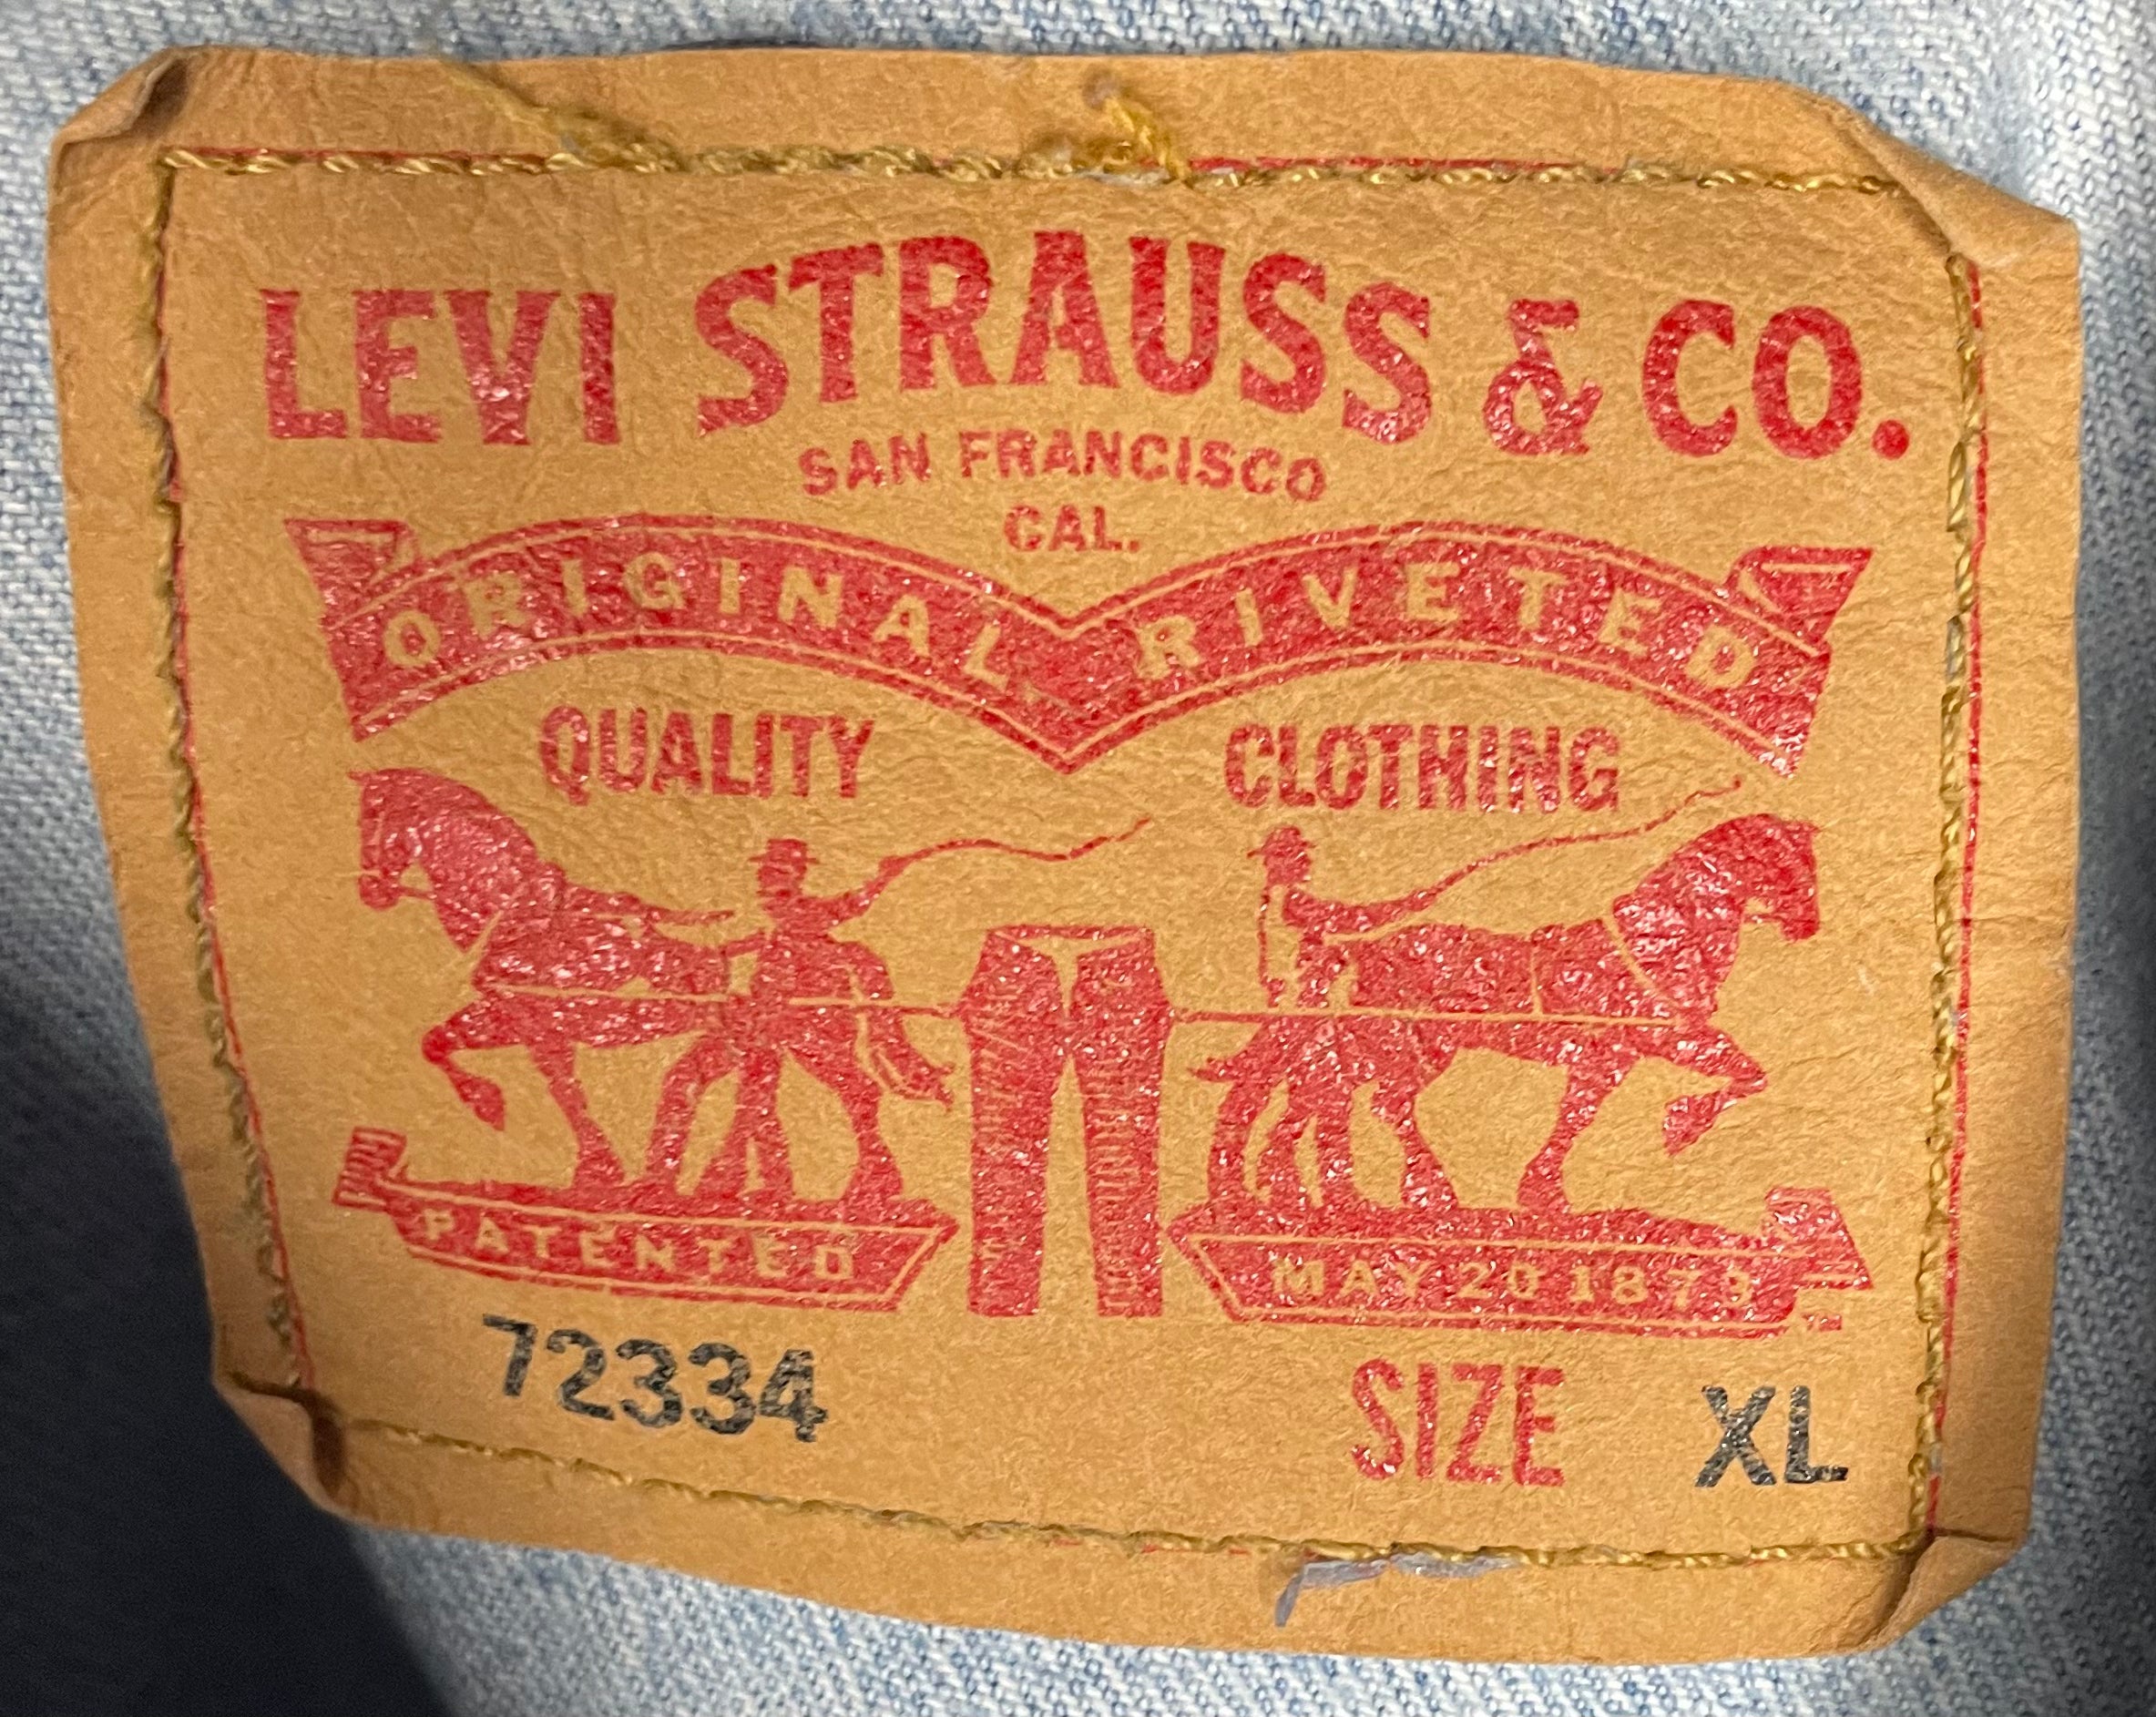 LEVI STRAUSS & CO.
SAN FRANCISCO
CAL.
ORIGINAL RIVETED
QUALITY CLOTHING
PATENTED MAY 20 1873
72334 SIZE XL